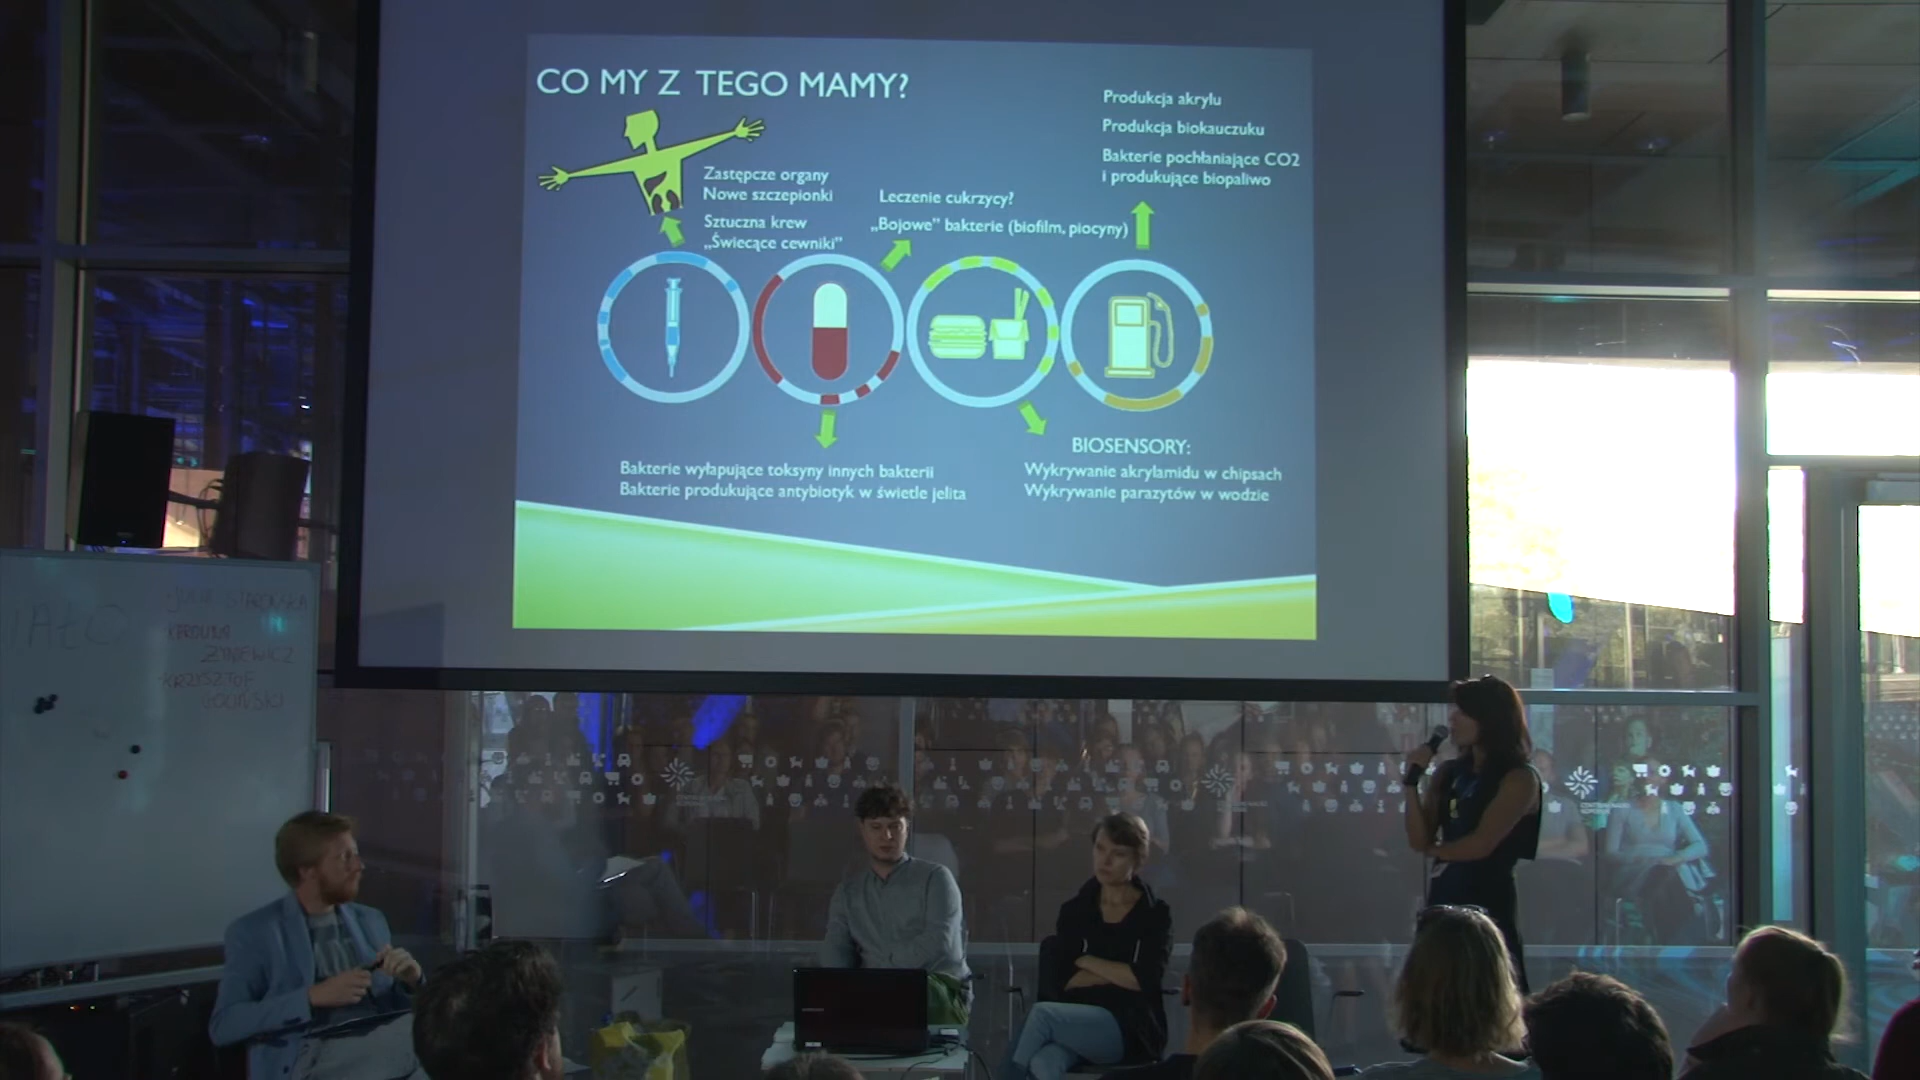 CO MY Z TEGO MAMY?
Zastępcze organy
Nowe szczepionki
Sztuczna krew
„Świecące cewniki”
Leczenie cukrzycy?
„Bojowe” bakterie (biofilm, piocyny)
Produkcja akrylu
Produkcja biokauczuku
Bakterie pochłaniające CO2
i produkujące biopaliwo
Bakterie wyłapujące toksyny innych bakterii
Bakterie produkujące antybiotyk w świetle jelita
BIOSENSORY:
Wykrywanie akrylamidu w chipsach
Wykrywanie parazytów w wodzie
KAROLINA
ŻYNIEWICZ
KRZYSZTOF